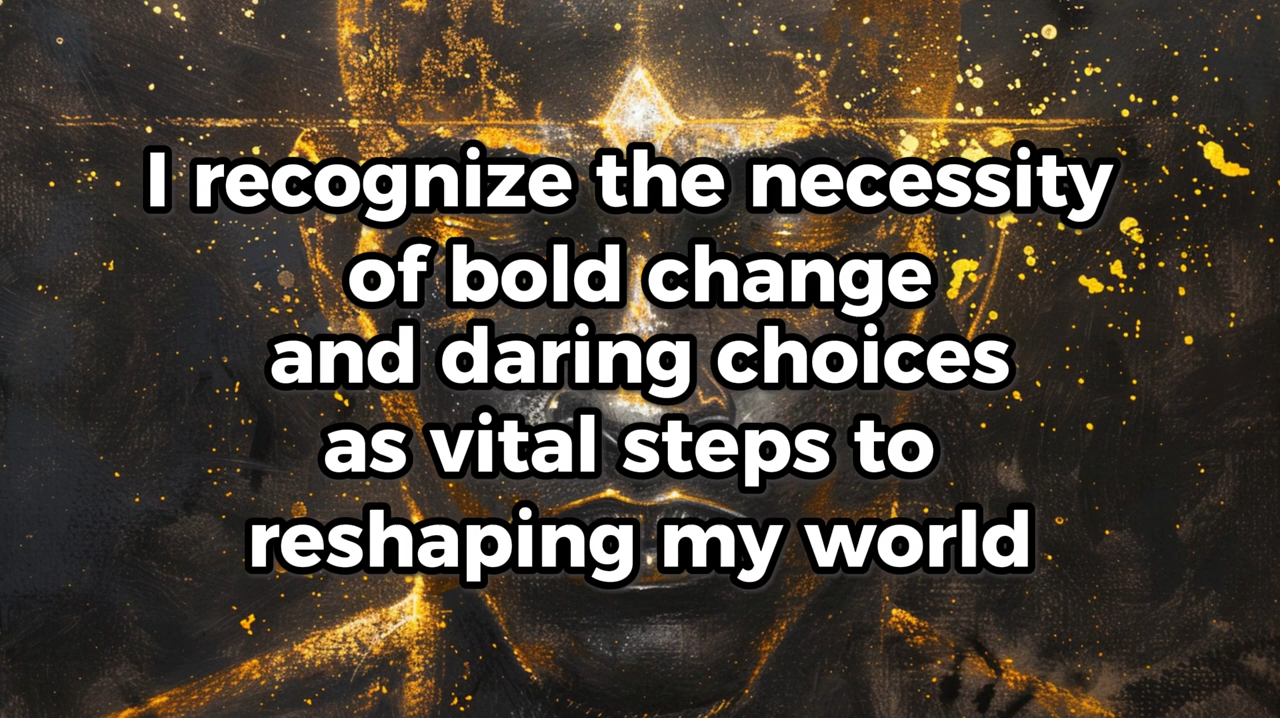 I recognize the necessity
of bold change
and daring choices
as vital steps to
reshaping my world